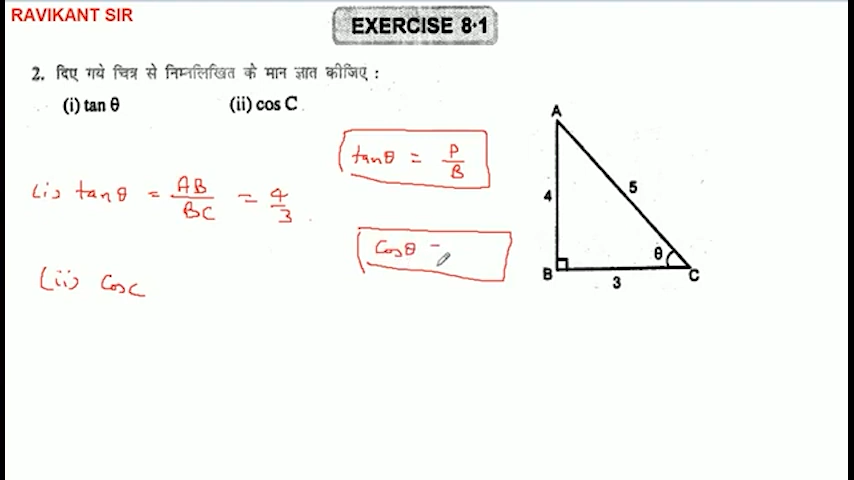 RAVIKANT SIR
EXERCISE 8·1
2. दिए गये चित्र से निम्नलिखित के मान ज्ञात कीजिए :
(i) tan θ (ii) cos C
tanθ = P/B
(i) tanθ = AB/BC = 4/3
Cosθ =
(ii) Cosc
A
4
5
B
θ
C
3